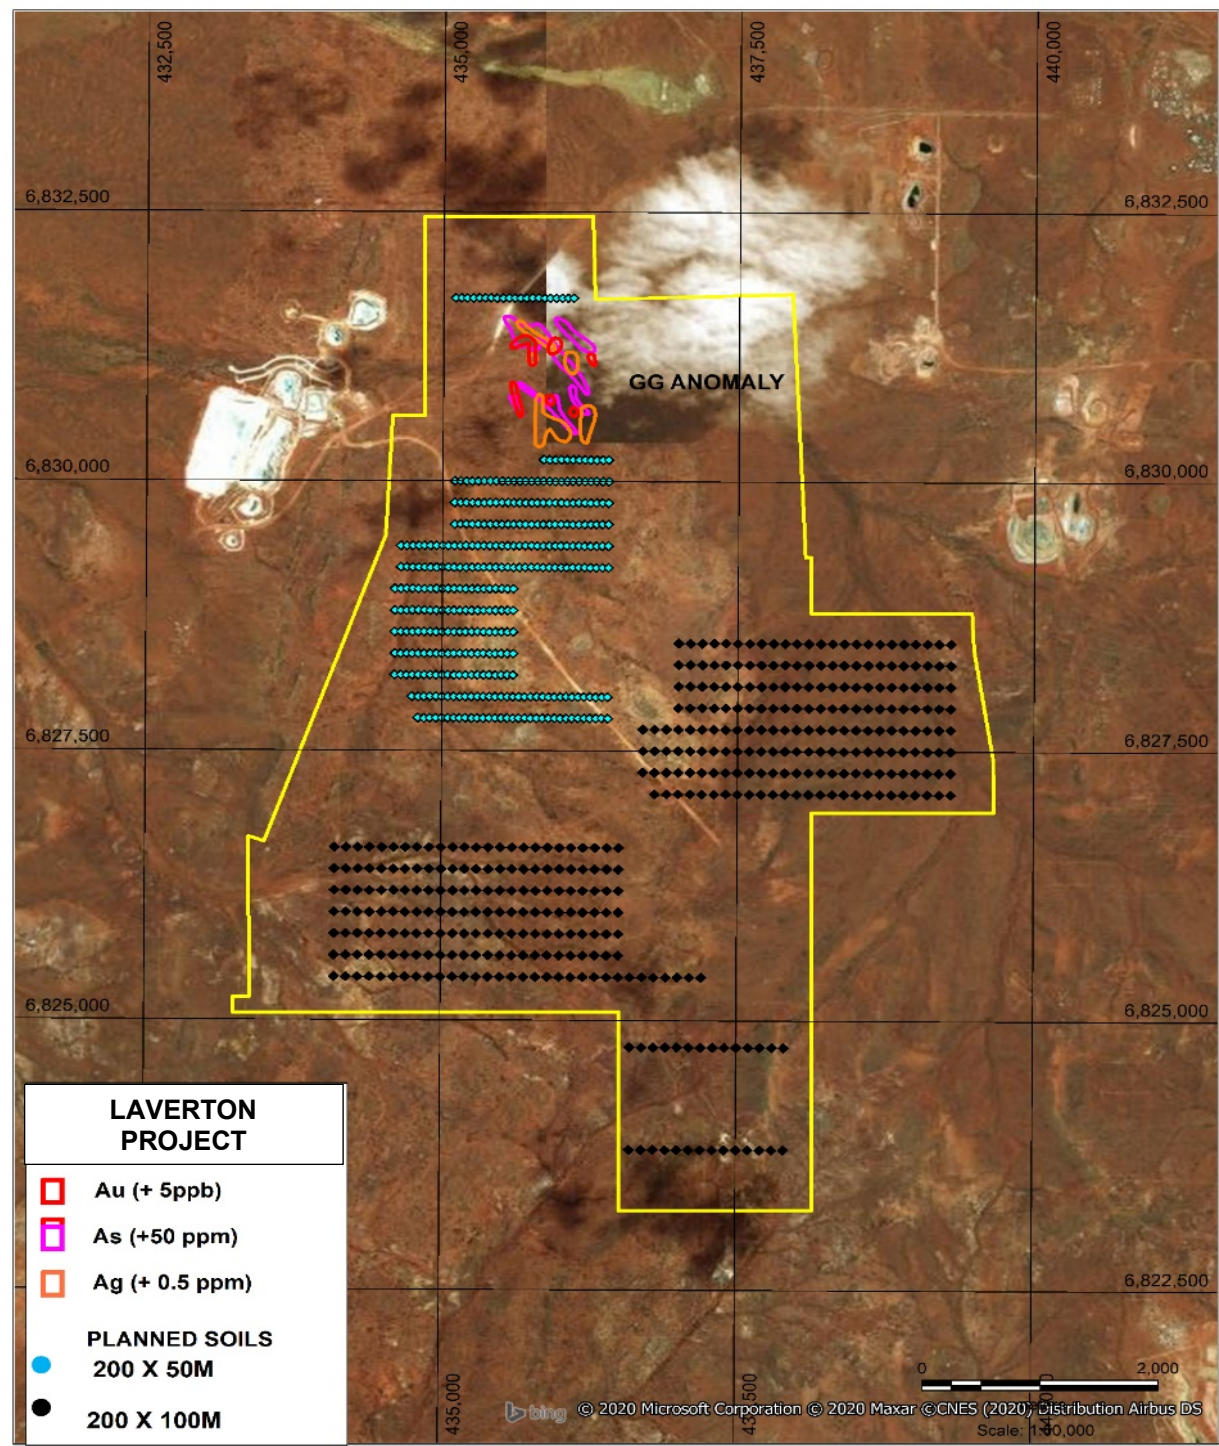 432,500
435,000
437,500
440,000
6,832,500
6,832,500
GG ANOMALY
6,830,000
6,830,000
6,827,500
6,827,500
6,825,000
6,825,000
6,822,500
LAVERTON
PROJECT
Au (+ 5ppb)
As (+50 ppm)
Ag (+ 0.5 ppm)
PLANNED SOILS
200 X 50M
200 X 100M
435,000
0 2,000
bing © 2020 Microsoft Corporation © 2020 Maxar ©CNES (2020) Distribution Airbus DS
Scale: